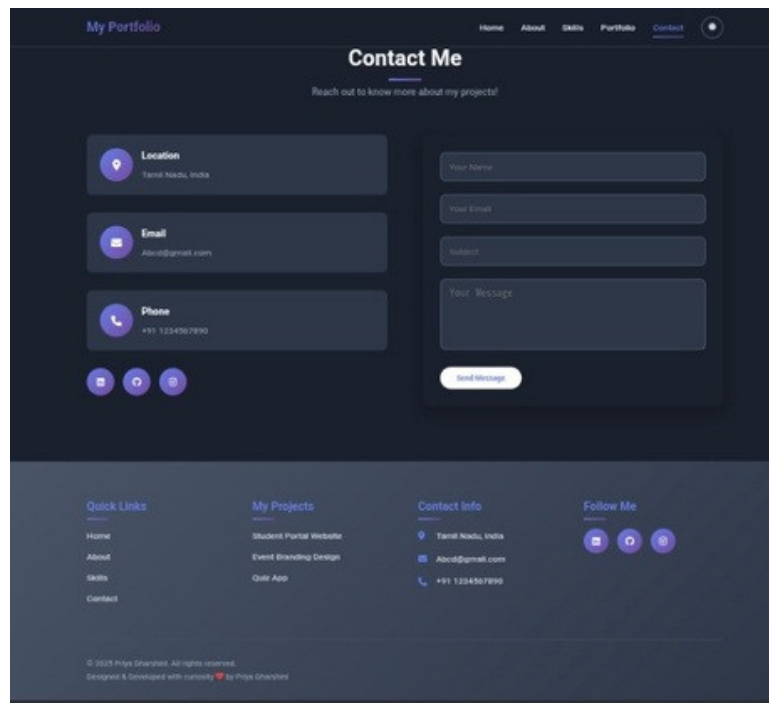 My Portfolio
Home About Skills Portfolio Contact
Contact Me
Reach out to know more about my projects!
Location
Tamil Nadu, India
Email
Abcd@gmail.com
Phone
+91 1234567890
Your Name
Your Email
Subject
Your Message
Send Message
Quick Links
Home
About
Skills
Contact
My Projects
Student Portal Website
Event Branding Design
Quiz App
Contact Info
Tamil Nadu, India
Abcd@gmail.com
+91 1234567890
Follow Me
© 2025 Priya Dharshini. All rights reserved.
Designed & Developed with curiosity ❤ by Priya Dharshini